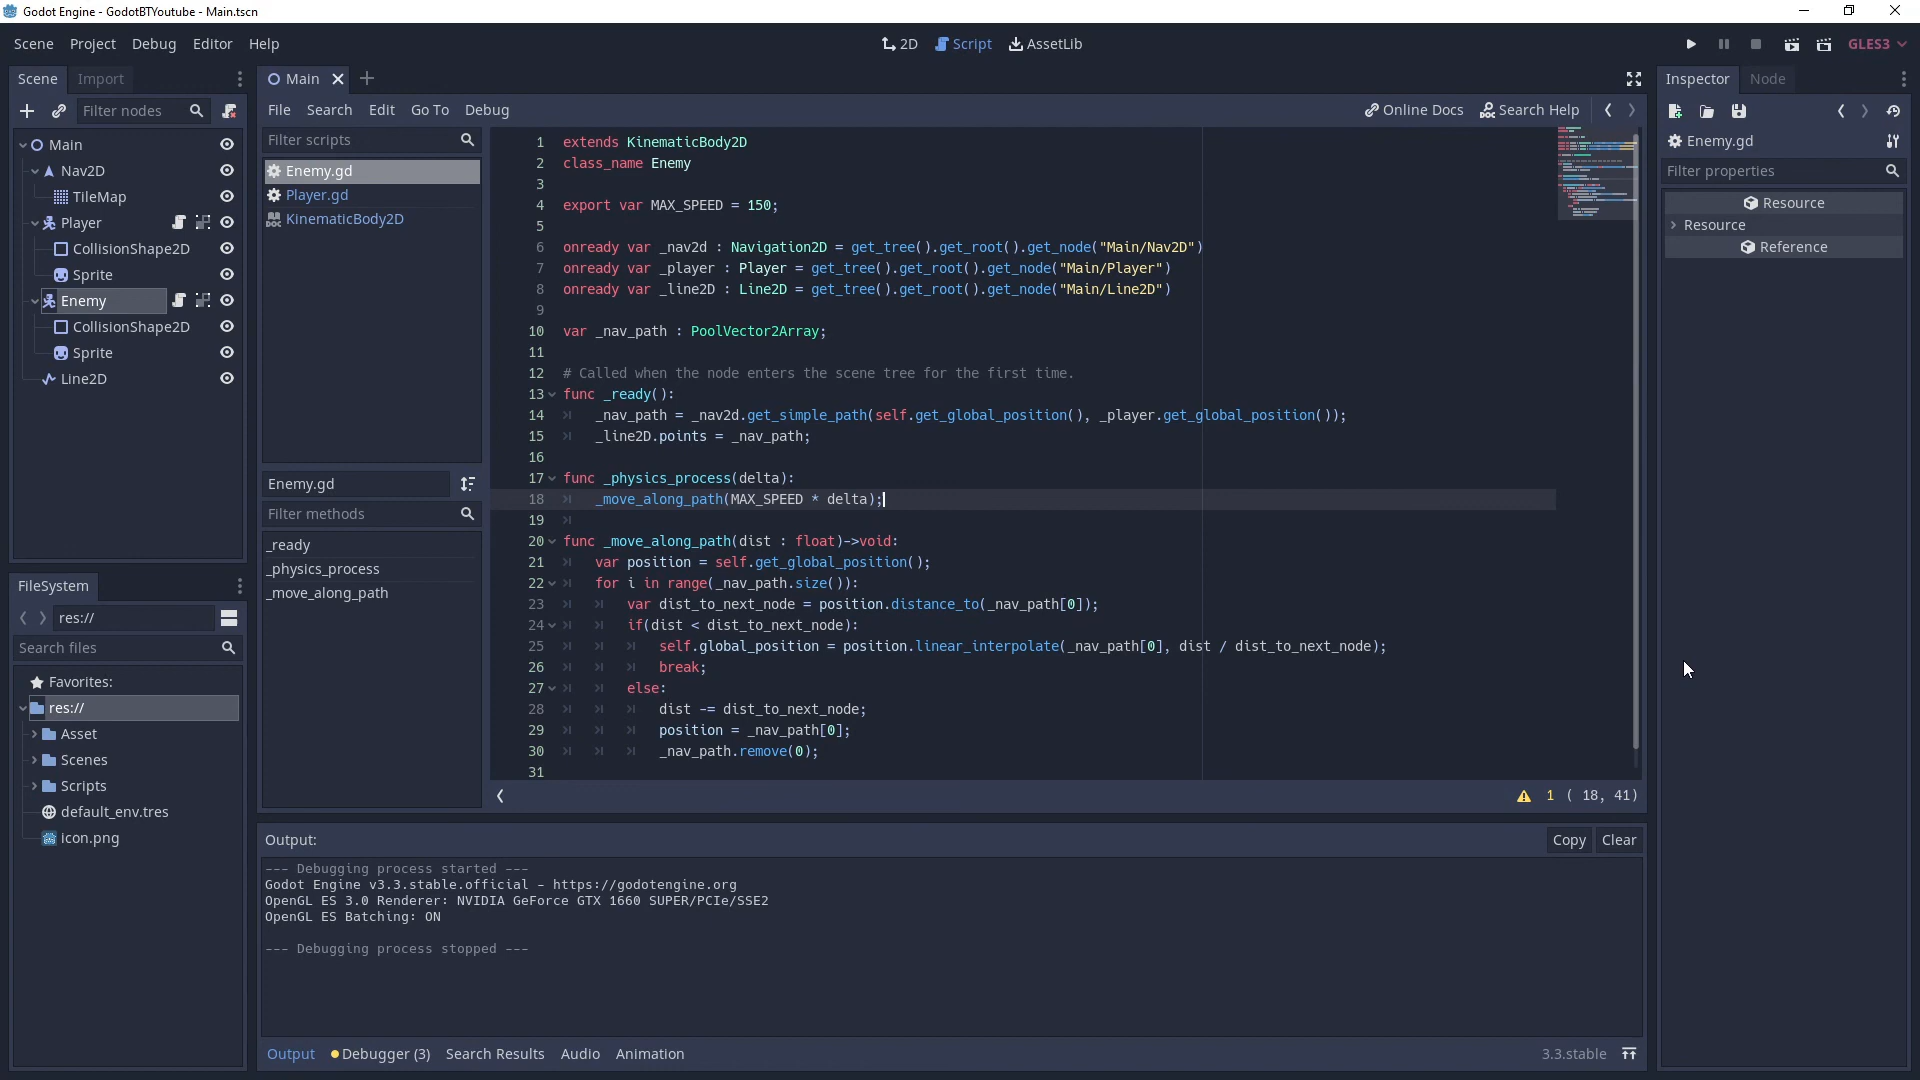 Godot Engine - GodotBTYoutube - Main.tscn
Scene Project Debug Editor Help
2D Script AssetLib
GLES3
Scene Import
Filter nodes
Main
Nav2D
TileMap
Player
CollisionShape2D
Sprite
Enemy
CollisionShape2D
Sprite
Line2D
FileSystem
res://
Search files
Favorites:
res://
Asset
Scenes
Scripts
default_env.tres
icon.png
Main
File Search Edit Go To Debug
Online Docs Search Help
Filter scripts
Enemy.gd
Player.gd
KinematicBody2D
Enemy.gd
Filter methods
_ready
_physics_process
_move_along_path
1 extends KinematicBody2D
2 class_name Enemy
3
4 export var MAX_SPEED = 150;
5
6 onready var _nav2d : Navigation2D = get_tree().get_root().get_node("Main/Nav2D")
7 onready var _player : Player = get_tree().get_root().get_node("Main/Player")
8 onready var _line2D : Line2D = get_tree().get_root().get_node("Main/Line2D")
9
10 var _nav_path : PoolVector2Array;
11
12 # Called when the node enters the scene tree for the first time.
13 func _ready():
14 _nav_path = _nav2d.get_simple_path(self.get_global_position(), _player.get_global_position());
15 _line2D.points = _nav_path;
16
17 func _physics_process(delta):
18 _move_along_path(MAX_SPEED * delta);
19
20 func _move_along_path(dist : float)->void:
21 var position = self.get_global_position();
22 for i in range(_nav_path.size()):
23 var dist_to_next_node = position.distance_to(_nav_path[0]);
24 if(dist < dist_to_next_node):
25 self.global_position = position.linear_interpolate(_nav_path[0], dist / dist_to_next_node);
26 break;
27 else:
28 dist -= dist_to_next_node;
29 position = _nav_path[0];
30 _nav_path.remove(0);
31
1 ( 18, 41)
Output:
Copy Clear
--- Debugging process started ---
Godot Engine v3.3.stable.official - https://godotengine.org
OpenGL ES 3.0 Renderer: NVIDIA GeForce GTX 1660 SUPER/PCIe/SSE2
OpenGL ES Batching: ON
--- Debugging process stopped ---
Output Debugger (3) Search Results Audio Animation
3.3.stable
Inspector Node
Enemy.gd
Filter properties
Resource
Resource
Reference